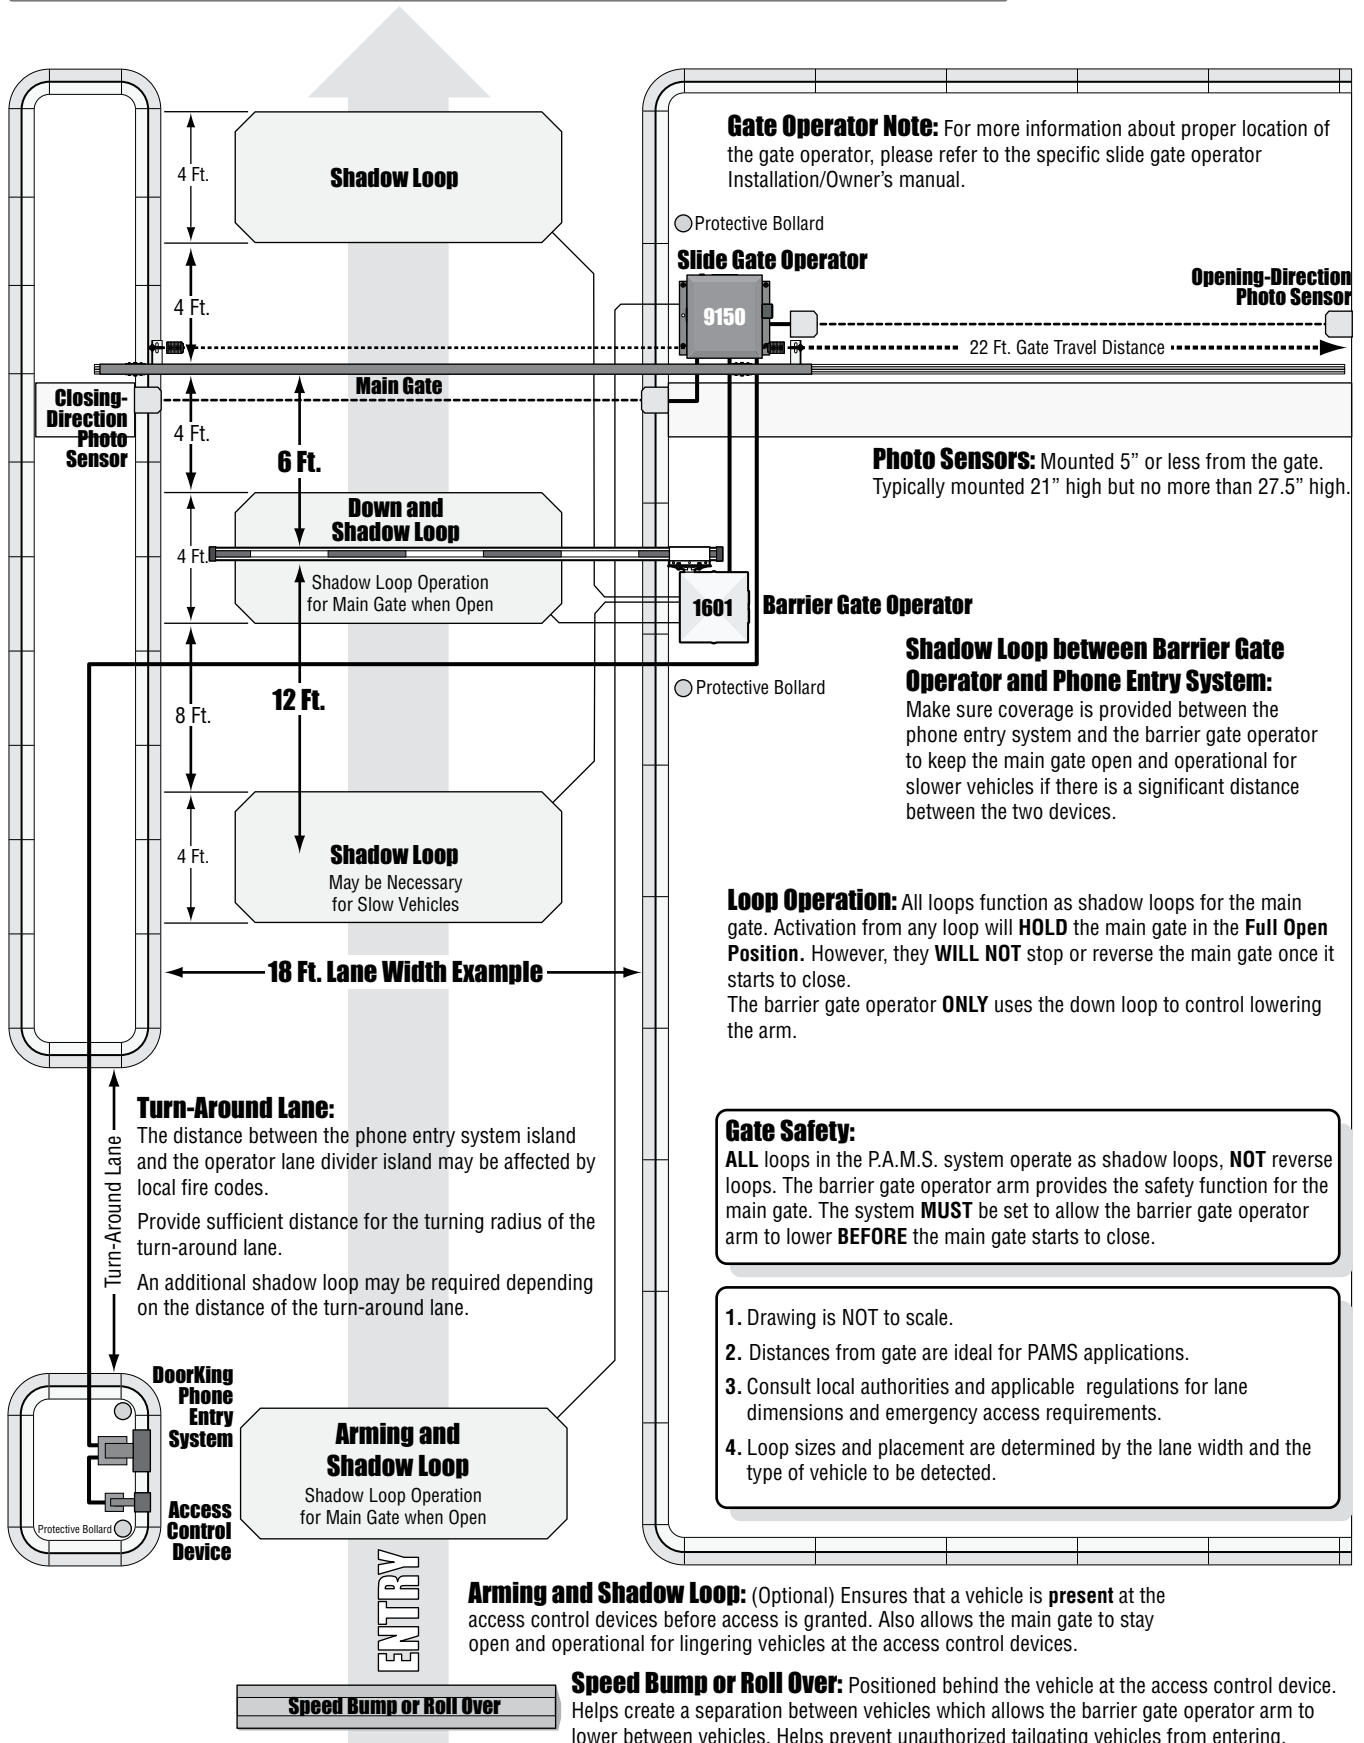 4 Ft.
Shadow Loop
Gate Operator Note: For more information about proper location of
the gate operator, please refer to the specific slide gate operator
Installation/Owner's manual.
Protective Bollard
Slide Gate Operator
9150
Opening-Direction
Photo Sensor
4 Ft.
22 Ft. Gate Travel Distance
Main Gate
Closing-
Direction
Photo
Sensor
4 Ft.
6 Ft.
Photo Sensors: Mounted 5” or less from the gate.
Typically mounted 21” high but no more than 27.5” high.
Down and
Shadow Loop
4 Ft.
Shadow Loop Operation
for Main Gate when Open
1601
Barrier Gate Operator
Shadow Loop between Barrier Gate
Operator and Phone Entry System:
Make sure coverage is provided between the
phone entry system and the barrier gate operator
to keep the main gate open and operational for
slower vehicles if there is a significant distance
between the two devices.
Protective Bollard
12 Ft.
8 Ft.
4 Ft.
Shadow Loop
May be Necessary
for Slow Vehicles
Loop Operation: All loops function as shadow loops for the main
gate. Activation from any loop will HOLD the main gate in the Full Open
Position. However, they WILL NOT stop or reverse the main gate once it
starts to close.
The barrier gate operator ONLY uses the down loop to control lowering
the arm.
18 Ft. Lane Width Example
Turn-Around Lane
Turn-Around Lane:
The distance between the phone entry system island
and the operator lane divider island may be affected by
local fire codes.
Provide sufficient distance for the turning radius of the
turn-around lane.
An additional shadow loop may be required depending
on the distance of the turn-around lane.
Gate Safety:
ALL loops in the P.A.M.S. system operate as shadow loops, NOT reverse
loops. The barrier gate operator arm provides the safety function for the
main gate. The system MUST be set to allow the barrier gate operator
arm to lower BEFORE the main gate starts to close.
1. Drawing is NOT to scale.
2. Distances from gate are ideal for PAMS applications.
3. Consult local authorities and applicable regulations for lane
dimensions and emergency access requirements.
4. Loop sizes and placement are determined by the lane width and the
type of vehicle to be detected.
DoorKing
Phone
Entry
System
Access
Control
Device
Protective Bollard
Arming and
Shadow Loop
Shadow Loop Operation
for Main Gate when Open
ENTRY
Arming and Shadow Loop: (Optional) Ensures that a vehicle is present at the
access control devices before access is granted. Also allows the main gate to stay
open and operational for lingering vehicles at the access control devices.
Speed Bump or Roll Over
Speed Bump or Roll Over: Positioned behind the vehicle at the access control device.
Helps create a separation between vehicles which allows the barrier gate operator arm to
lower between vehicles. Helps prevent unauthorized tailgating vehicles from entering.